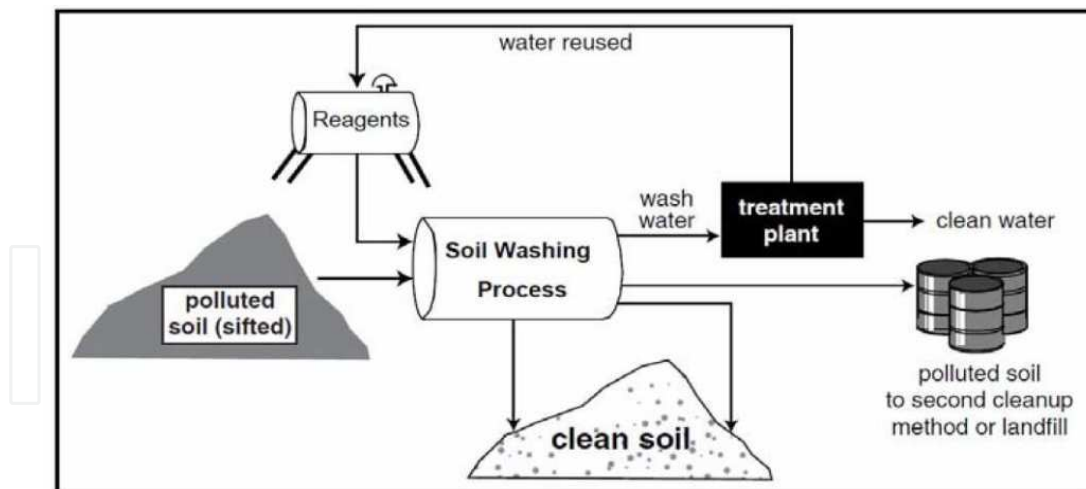 water reused
Reagents
wash
water
treatment
plant
clean water
Soil Washing
Process
polluted
soil (sifted)
polluted soil
to second cleanup
method or landfill
clean soil